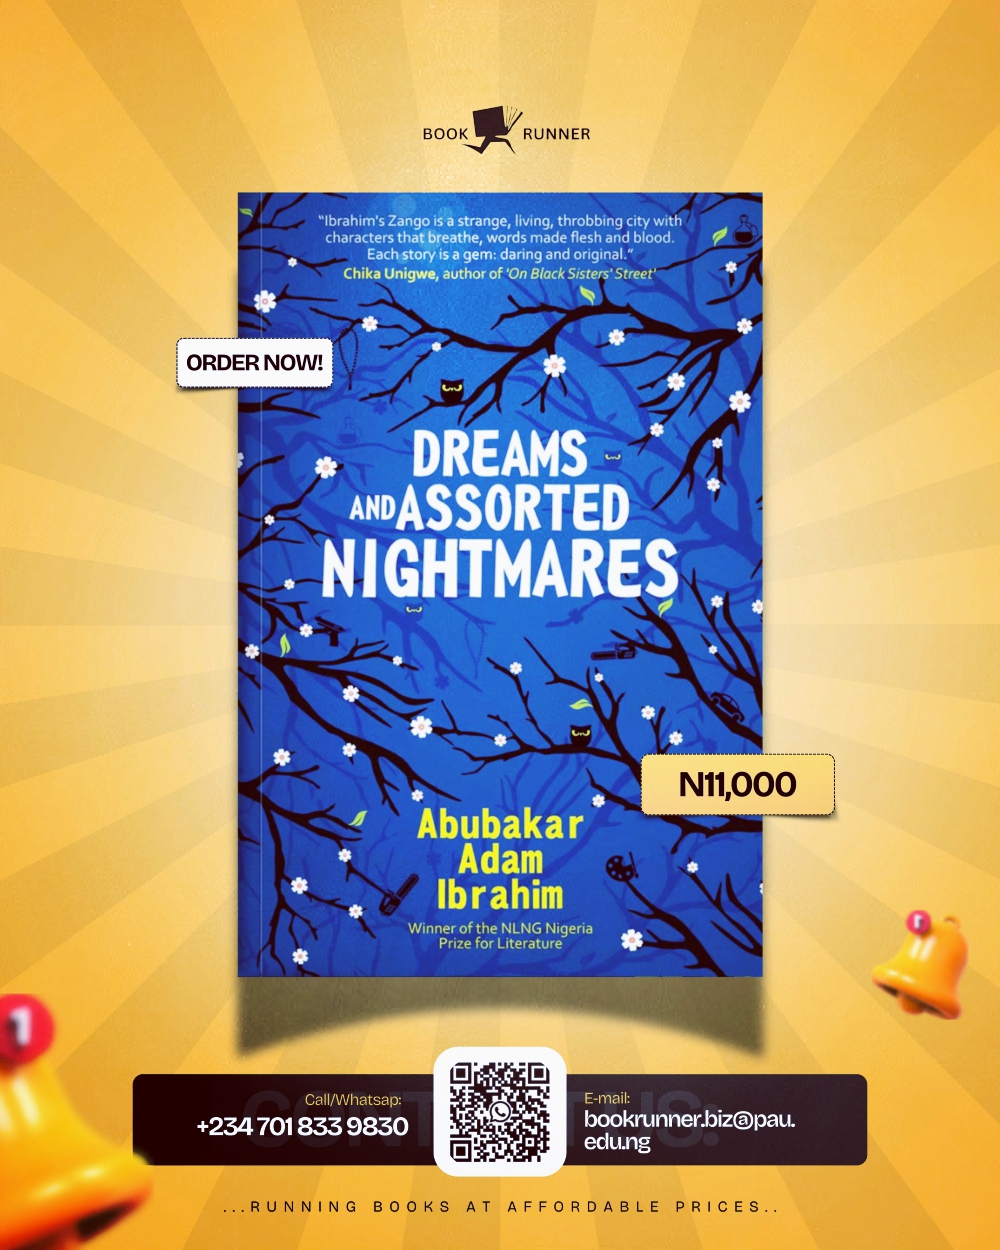 BOOK RUNNER
"Ibrahim's Zango is a strange, living, throbbing city with
characters that breathe, words made flesh and blood.
Each story is a gem: daring and original."
Chika Unigwe, author of 'On Black Sisters' Street'
ORDER NOW!
DREAMS
AND ASSORTED
NIGHTMARES
N11,000
Abubakar
Adam
Ibrahim
Winner of the NLNG Nigeria
Prize for Literature
1
1
Call/Whatsap:
+234 701 833 9830
E-mail:
bookrunner.biz@pau.
edu.ng
...RUNNING BOOKS AT AFFORDABLE PRICES..